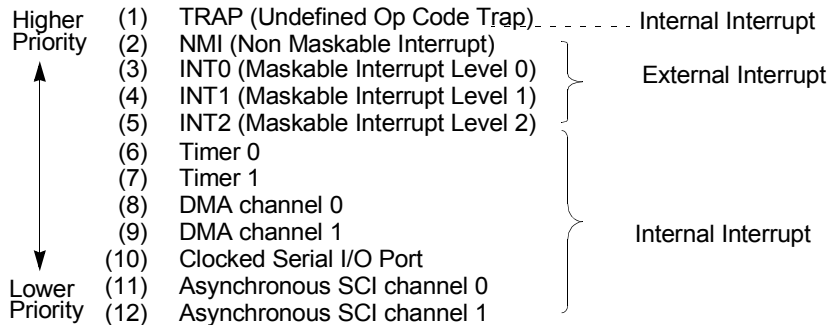 Higher Priority
(1) TRAP (Undefined Op Code Trap) Internal Interrupt
(2) NMI (Non Maskable Interrupt)
(3) INT0 (Maskable Interrupt Level 0) External Interrupt
(4) INT1 (Maskable Interrupt Level 1)
(5) INT2 (Maskable Interrupt Level 2)
(6) Timer 0
(7) Timer 1
(8) DMA channel 0
(9) DMA channel 1 Internal Interrupt
(10) Clocked Serial I/O Port
(11) Asynchronous SCI channel 0
(12) Asynchronous SCI channel 1
Lower Priority